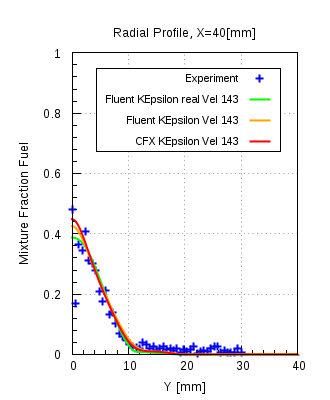 Radial Profile, X=40[mm]
1
0.8
0.6
0.4
0.2
0
Mixture Fraction Fuel
Experiment
Fluent KEpsilon real Vel 143
Fluent KEpsilon Vel 143
CFX KEpsilon Vel 143
0 10 20 30 40
Y [mm]